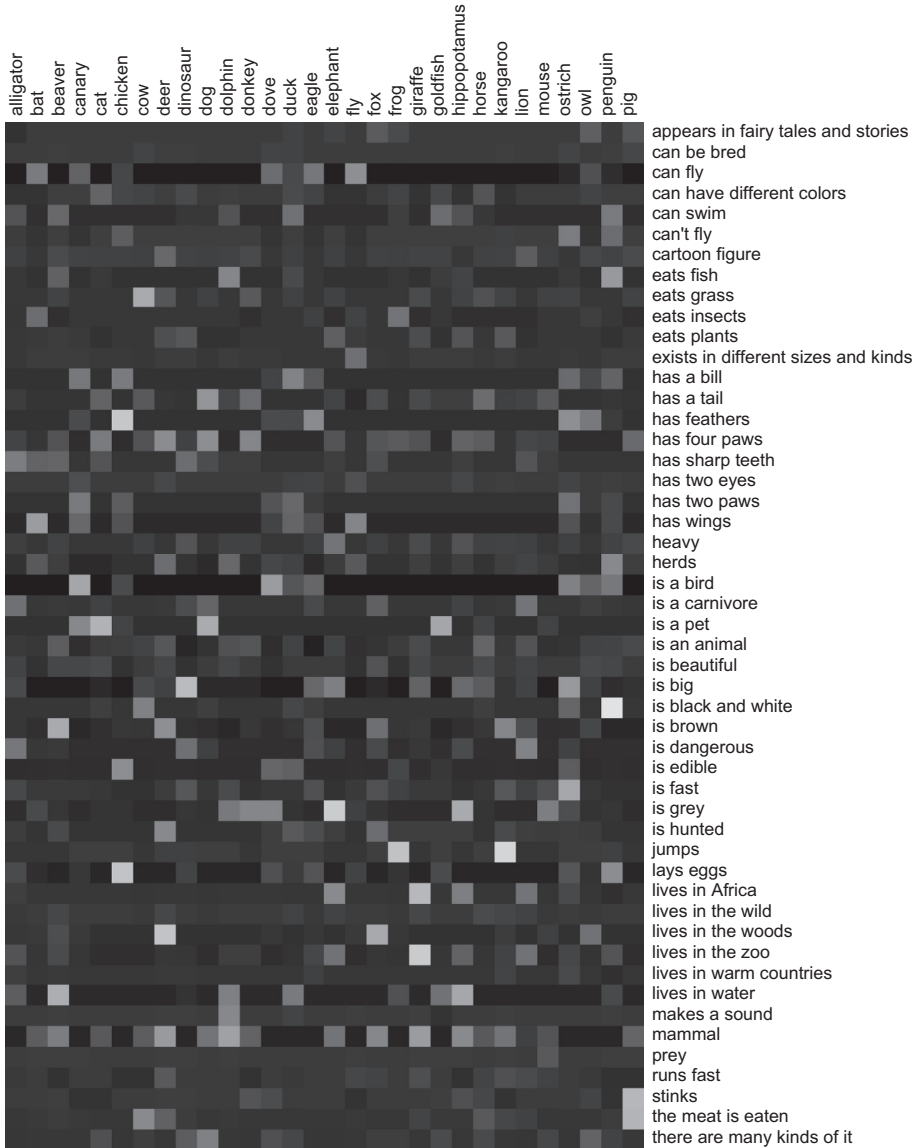 alligator
bat
beaver
canary
cat
chicken
cow
deer
dinosaur
dog
dolphin
donkey
dove
duck
eagle
elephant
fly
fox
frog
giraffe
goldfish
hippopotamus
horse
kangaroo
lion
mouse
ostrich
owl
penguin
pig
appears in fairy tales and stories
can be bred
can fly
can have different colors
can swim
can't fly
cartoon figure
eats fish
eats grass
eats insects
eats plants
exists in different sizes and kinds
has a bill
has a tail
has feathers
has four paws
has sharp teeth
has two eyes
has two paws
has wings
heavy
herds
is a bird
is a carnivore
is a pet
is an animal
is beautiful
is big
is black and white
is brown
is dangerous
is edible
is fast
is grey
is hunted
jumps
lays eggs
lives in Africa
lives in the wild
lives in the woods
lives in the zoo
lives in warm countries
lives in water
makes a sound
mammal
prey
runs fast
stinks
the meat is eaten
there are many kinds of it